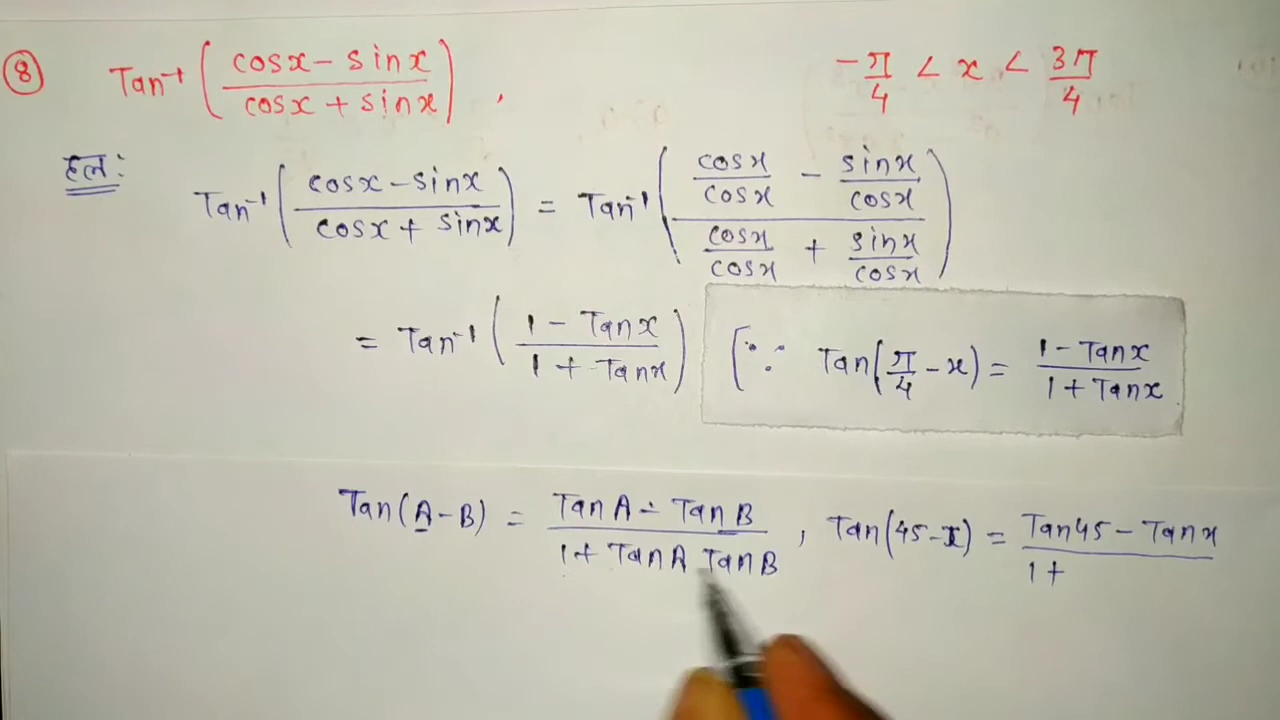 ⑧ Tan⁻¹ ( (cosx - sinx) / (cosx + sinx) ) , -π/4 < x < 3π/4
हल:
Tan⁻¹ ( (cosx - sinx) / (cosx + sinx) ) = Tan⁻¹ ( (cosx/cosx - sinx/cosx) / (cosx/cosx + sinx/cosx) )
= Tan⁻¹ ( (1 - Tanx) / (1 + Tanx) ) ( ∵ Tan(π/4 - x) = (1 - Tanx) / (1 + Tanx)
Tan(A - B) = (TanA - TanB) / (1 + TanA TanB) , Tan(45 - x) = (Tan45 - Tanx) / (1 +